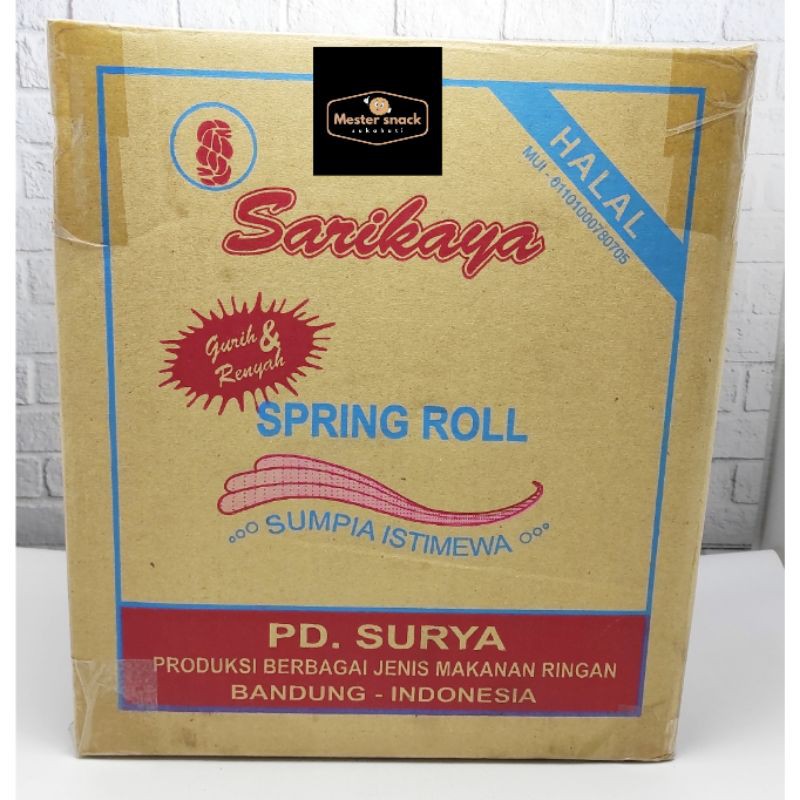 Mester snack
sukahati
HALAL
MUI - 01101000780705
Sarikaya
Gurih &
Renyah
SPRING ROLL
SUMPIA ISTIMEWA
PD. SURYA
PRODUKSI BERBAGAI JENIS MAKANAN RINGAN
BANDUNG - INDONESIA